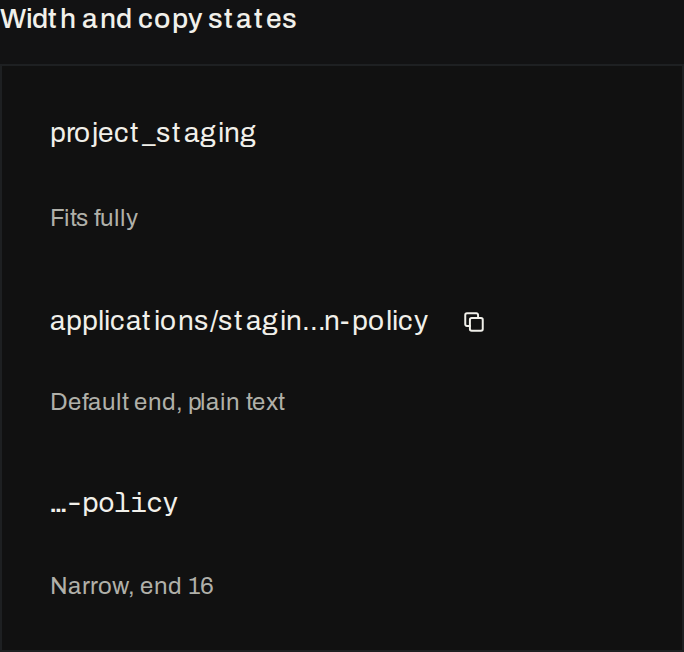 Width and copy states
project_staging
Fits fully
applications/stagin…n-policy
Default end, plain text
…-policy
Narrow, end 16